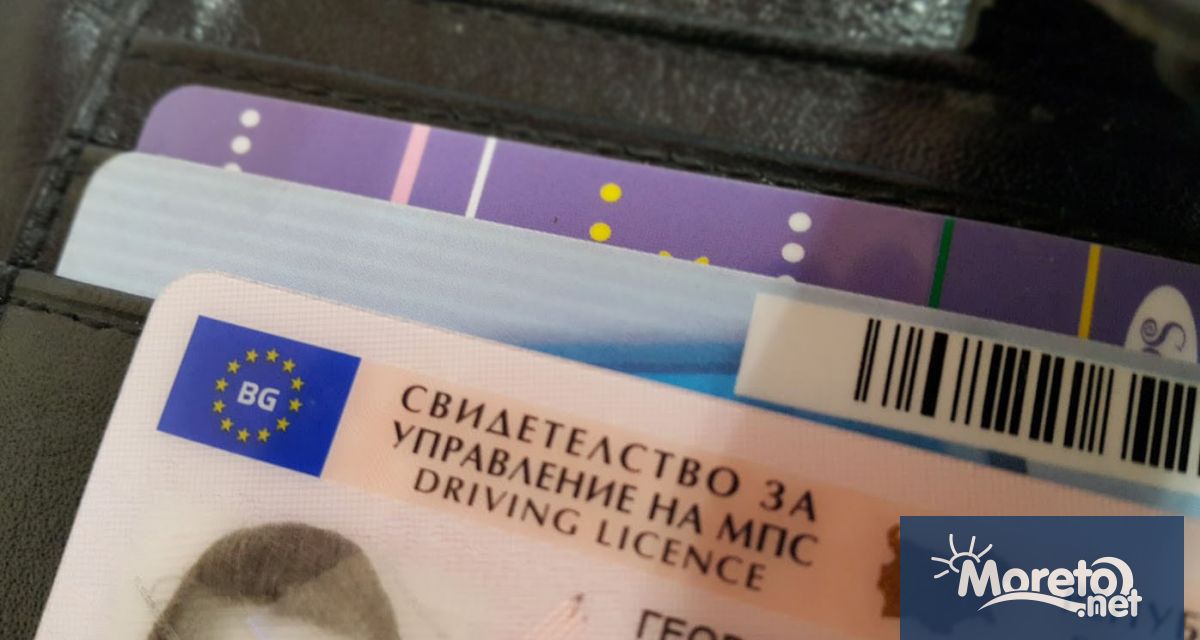 BG
СВИДЕТЕЛСТВО ЗА
УПРАВЛЕНИЕ НА МПС
DRIVING LICENCE
Moreto
.net